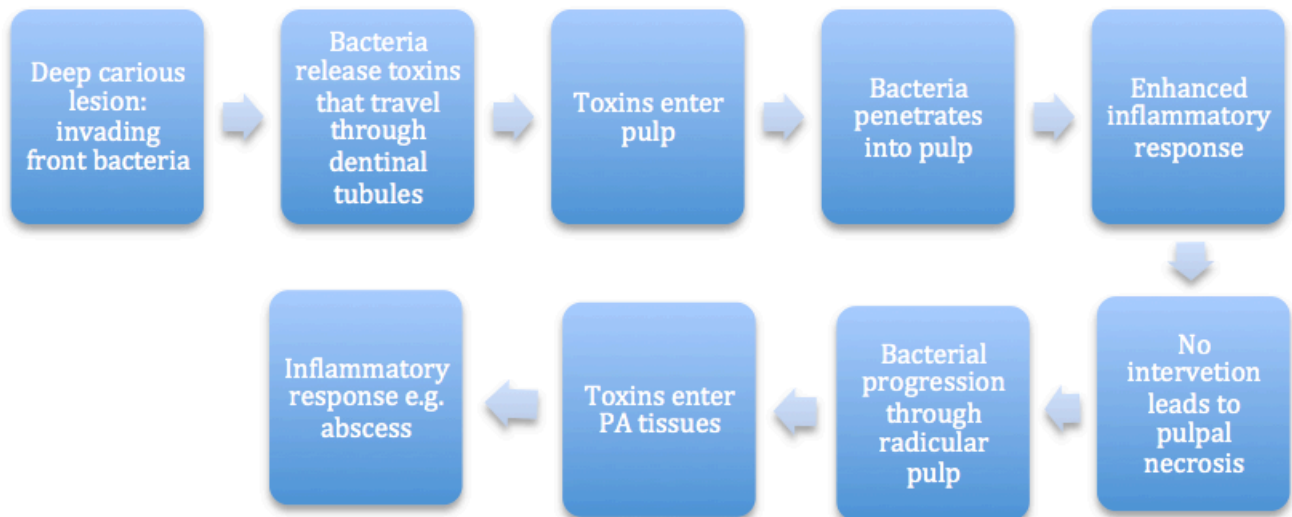 Deep carious
lesion:
invading
front bacteria
Bacteria
release toxins
that travel
through
dentinal
tubules
Toxins enter
pulp
Bacteria
penetrates
into pulp
Enhanced
inflammatory
response
No
intervetion
leads to
pulpal
necrosis
Bacterial
progression
through
radicular
pulp
Toxins enter
PA tissues
Inflammatory
response e.g.
abscess